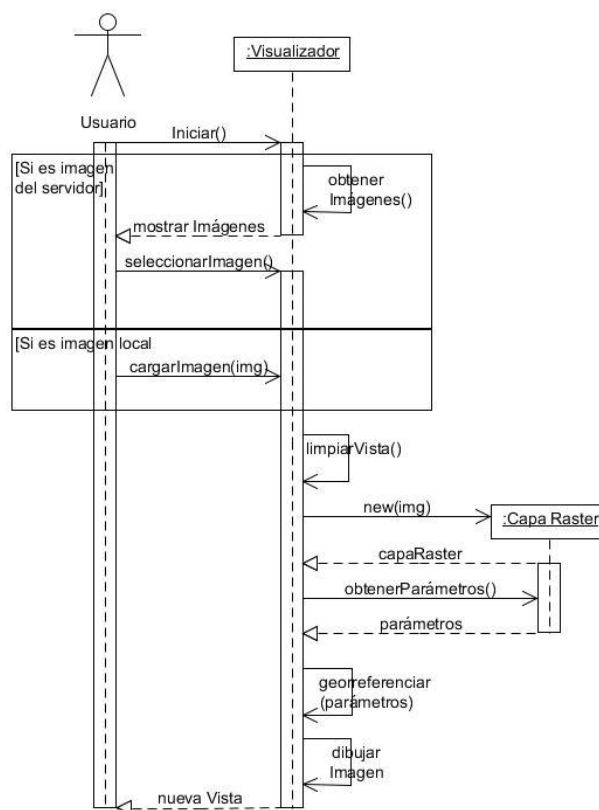 :Visualizador
Usuario
Iniciar()
[Si es imagen
del servidor]
obtener
Imágenes()
mostrar Imágenes
seleccionarImagen()
[Si es imagen local
cargarImagen(img)
limpiarVista()
new(img)
:Capa Raster
capaRaster
obtenerParámetros()
parámetros
georreferenciar
(parámetros)
dibujar
Imagen
nueva Vista